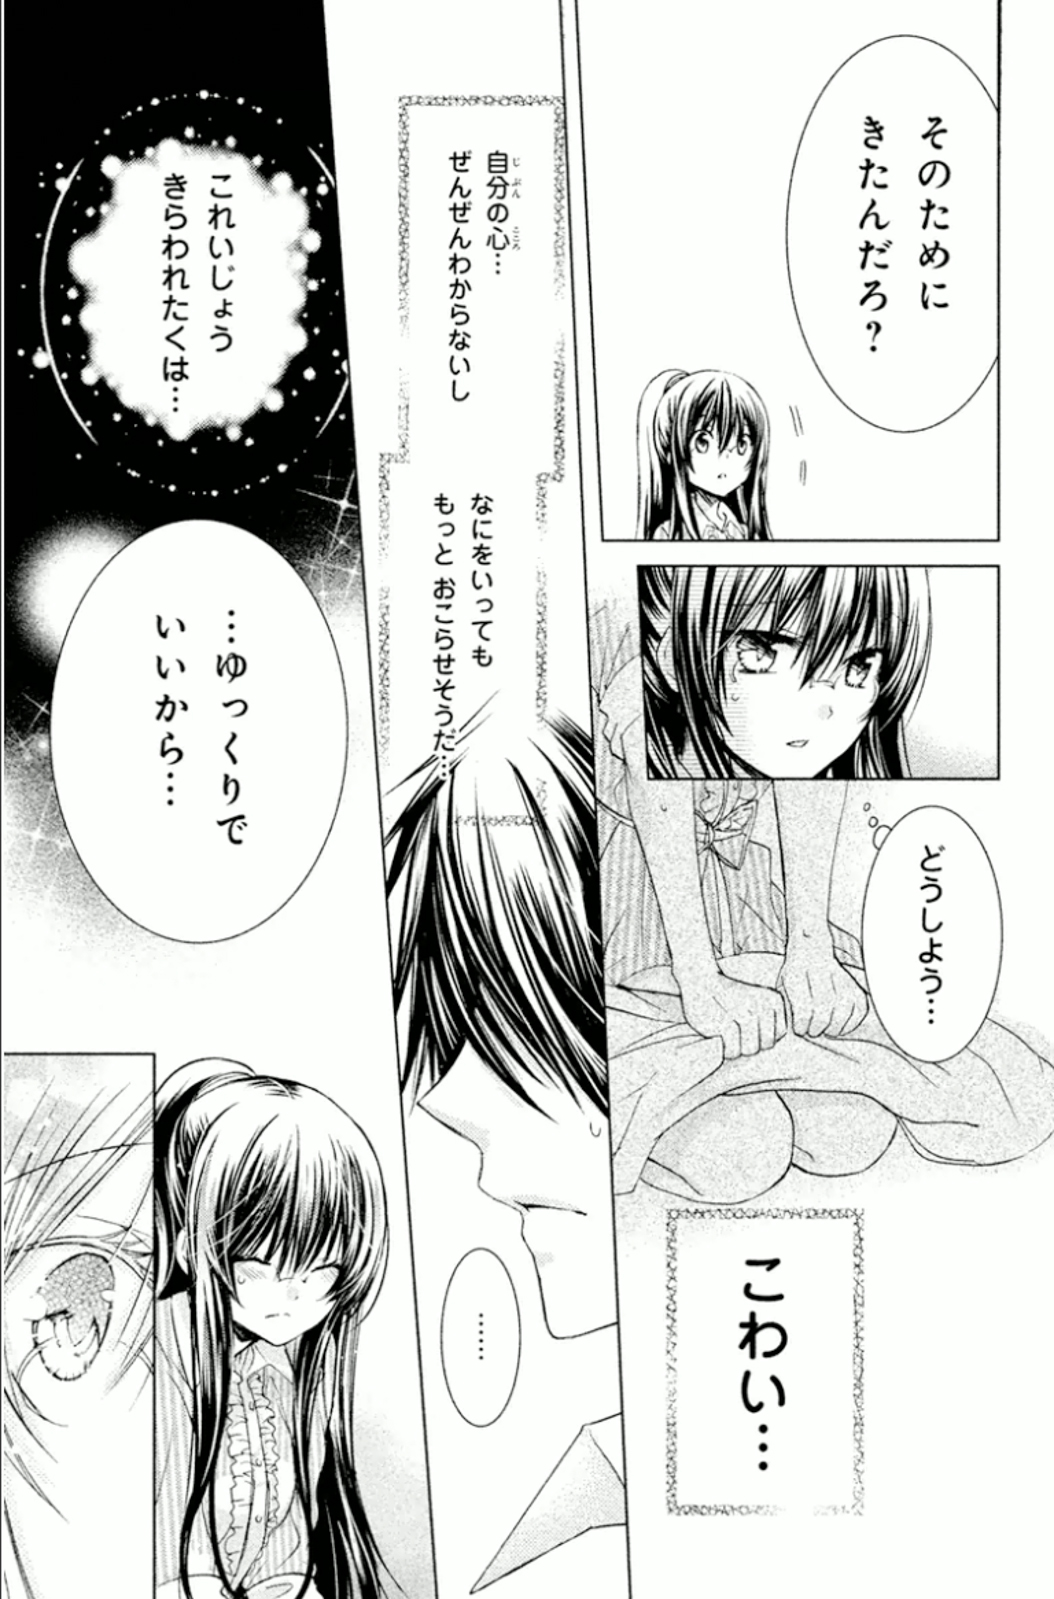 そのために
きたんだろ?
どうしよう…
こわい…
自分の心…
ぜんぜんわからないし
なにをいっても
もっと おこらせそうだ…
……
これいじょう
きらわれたくは…
…ゆっくりで
いいから…